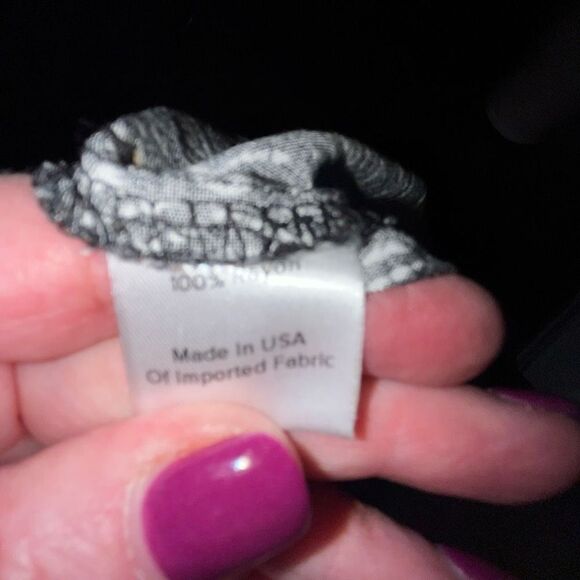 100% Rayon
Made In USA
Of Imported Fabric